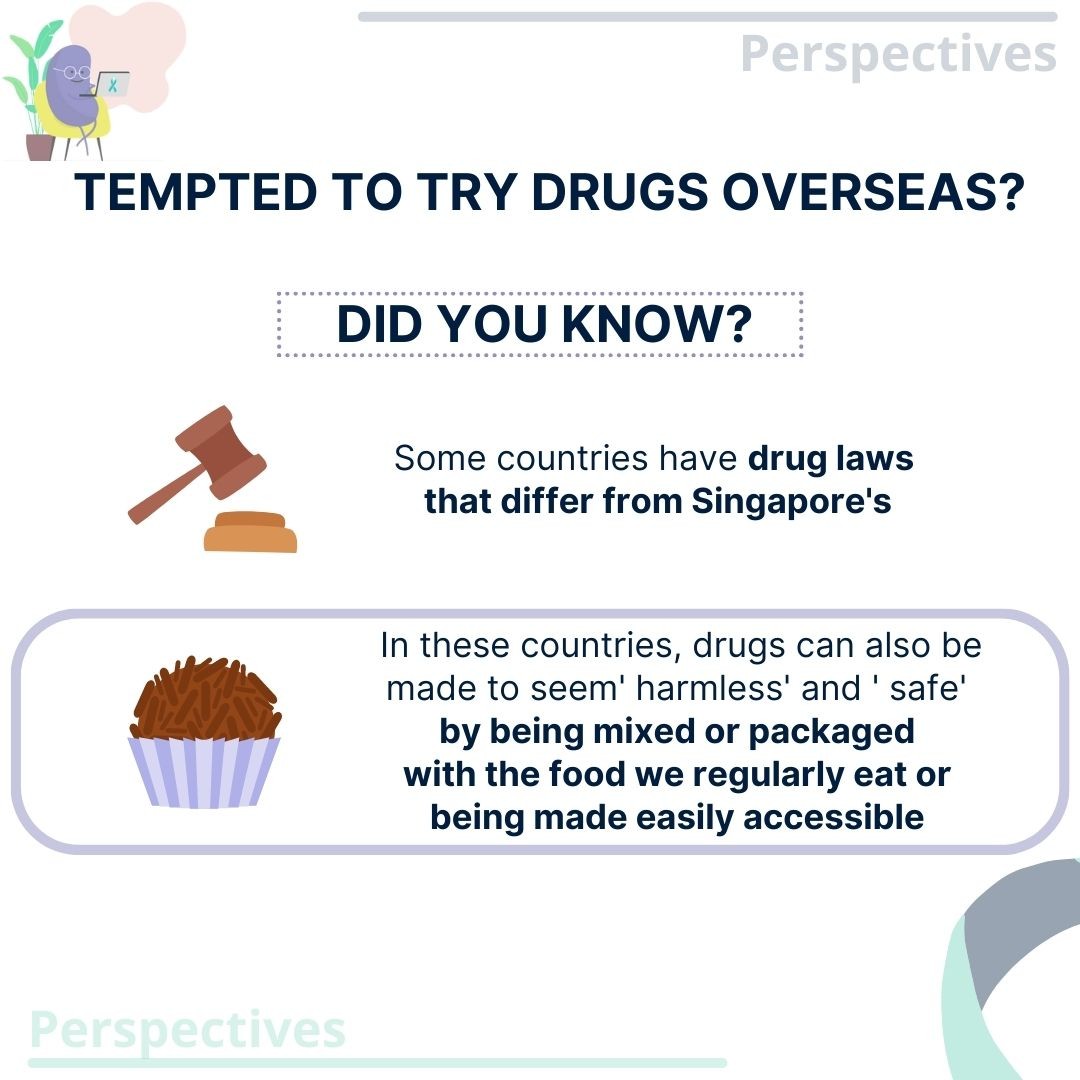 Perspectives
TEMPTED TO TRY DRUGS OVERSEAS?
DID YOU KNOW?
Some countries have drug laws
that differ from Singapore's
In these countries, drugs can also be
made to seem' harmless' and ' safe'
by being mixed or packaged
with the food we regularly eat or
being made easily accessible
Perspectives